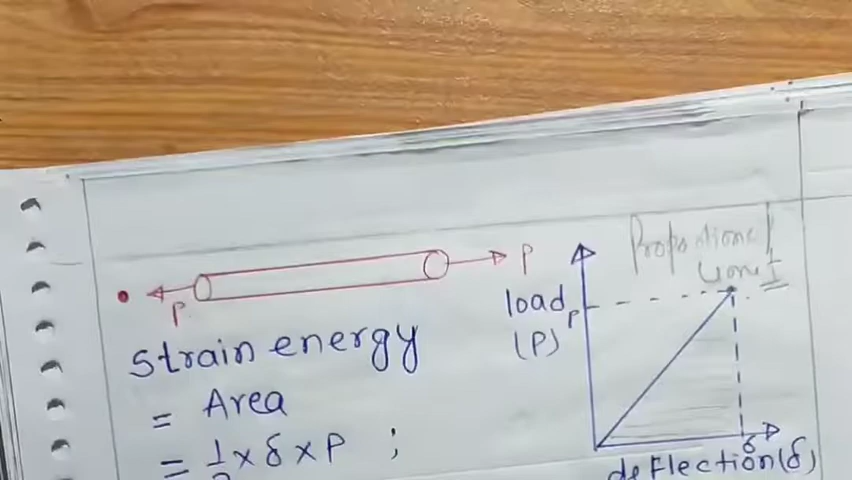 P
P
Strain energy
= Area
= 1/2 × δ × P ;
Proportional
Limit
load
(P)
P
δ
deflection(δ)